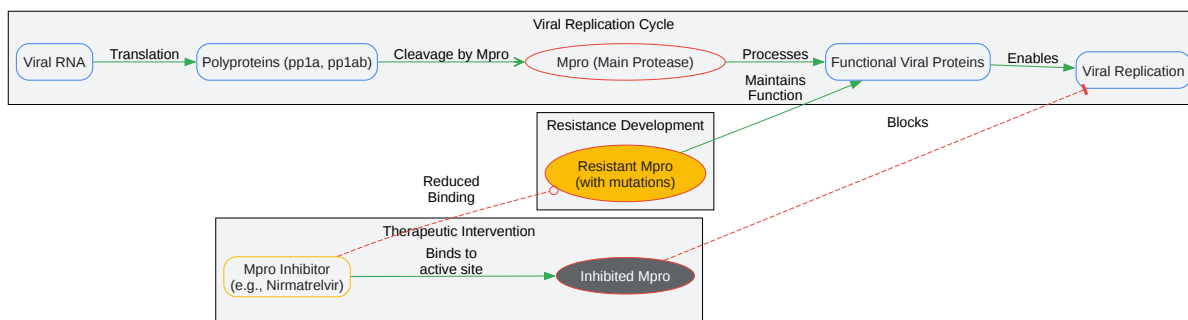 Viral Replication Cycle
Viral RNA
Translation
Polyproteins (pp1a, pp1ab)
Cleavage by Mpro
Mpro (Main Protease)
Processes
Functional Viral Proteins
Enables
Viral Replication
Maintains
Function
Blocks
Resistance Development
Resistant Mpro
(with mutations)
Reduced
Binding
Therapeutic Intervention
Mpro Inhibitor
(e.g., Nirmatrelvir)
Binds to
active site
Inhibited Mpro